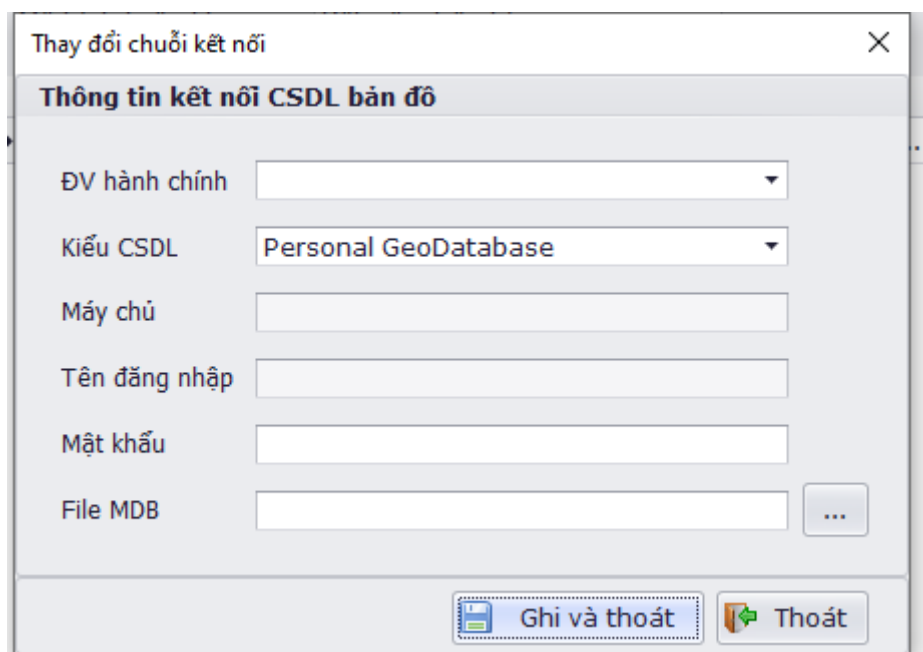 Thay đổi chuỗi kết nối
Thông tin kết nối CSDL bản đồ
ĐV hành chính
Kiểu CSDL Personal GeoDatabase
Máy chủ
Tên đăng nhập
Mật khẩu
File MDB ...
Ghi và thoát Thoát